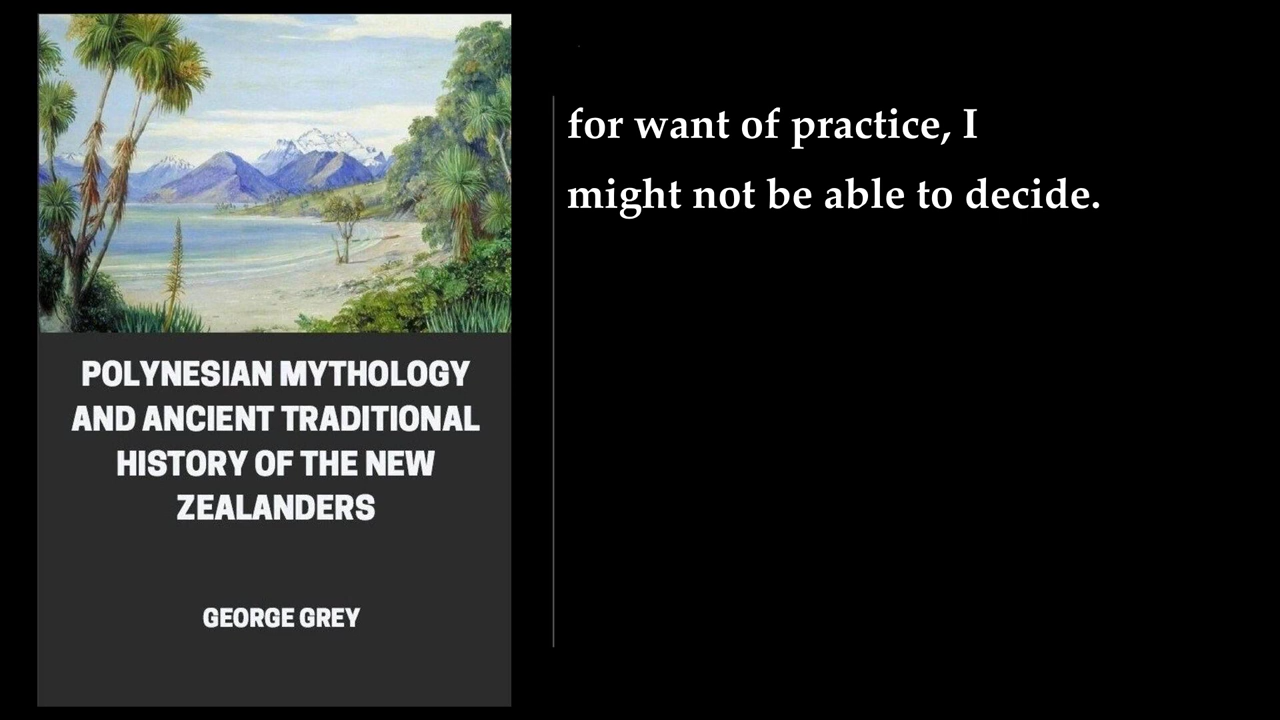 POLYNESIAN MYTHOLOGY
AND ANCIENT TRADITIONAL
HISTORY OF THE NEW
ZEALANDERS
GEORGE GREY
for want of practice, I
might not be able to decide.